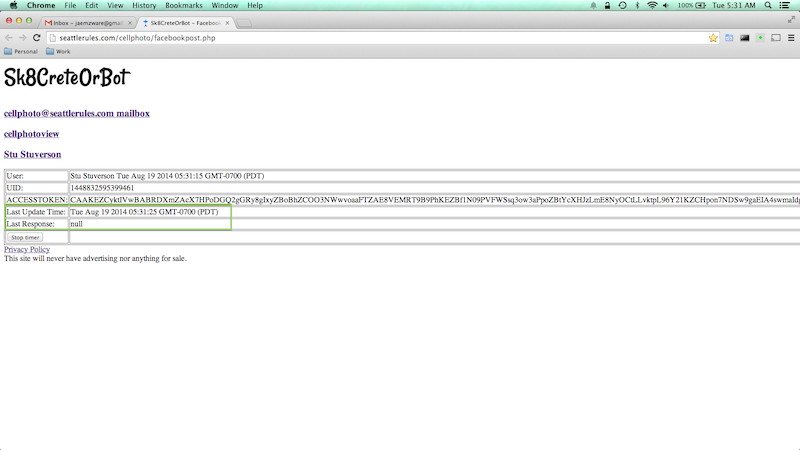 Chrome File Edit View History Bookmarks Window Help 100% Tue 5:31 AM
Inbox – jaemzware@gmai Sk8CreteOrBot – Facebook
seattlerules.com/cellphoto/facebookpost.php
Personal Work
Sk8CreteOrBot
cellphoto@seattlerules.com mailbox
cellphotoview
Stu Stuverson
User: Stu Stuverson Tue Aug 19 2014 05:31:15 GMT-0700 (PDT)
UID: 1448832595399461
ACCESSTOKEN:
Last Update Time: Tue Aug 19 2014 05:31:25 GMT-0700 (PDT)
Last Response: null
Stop timer
Privacy Policy
This site will never have advertising nor anything for sale.